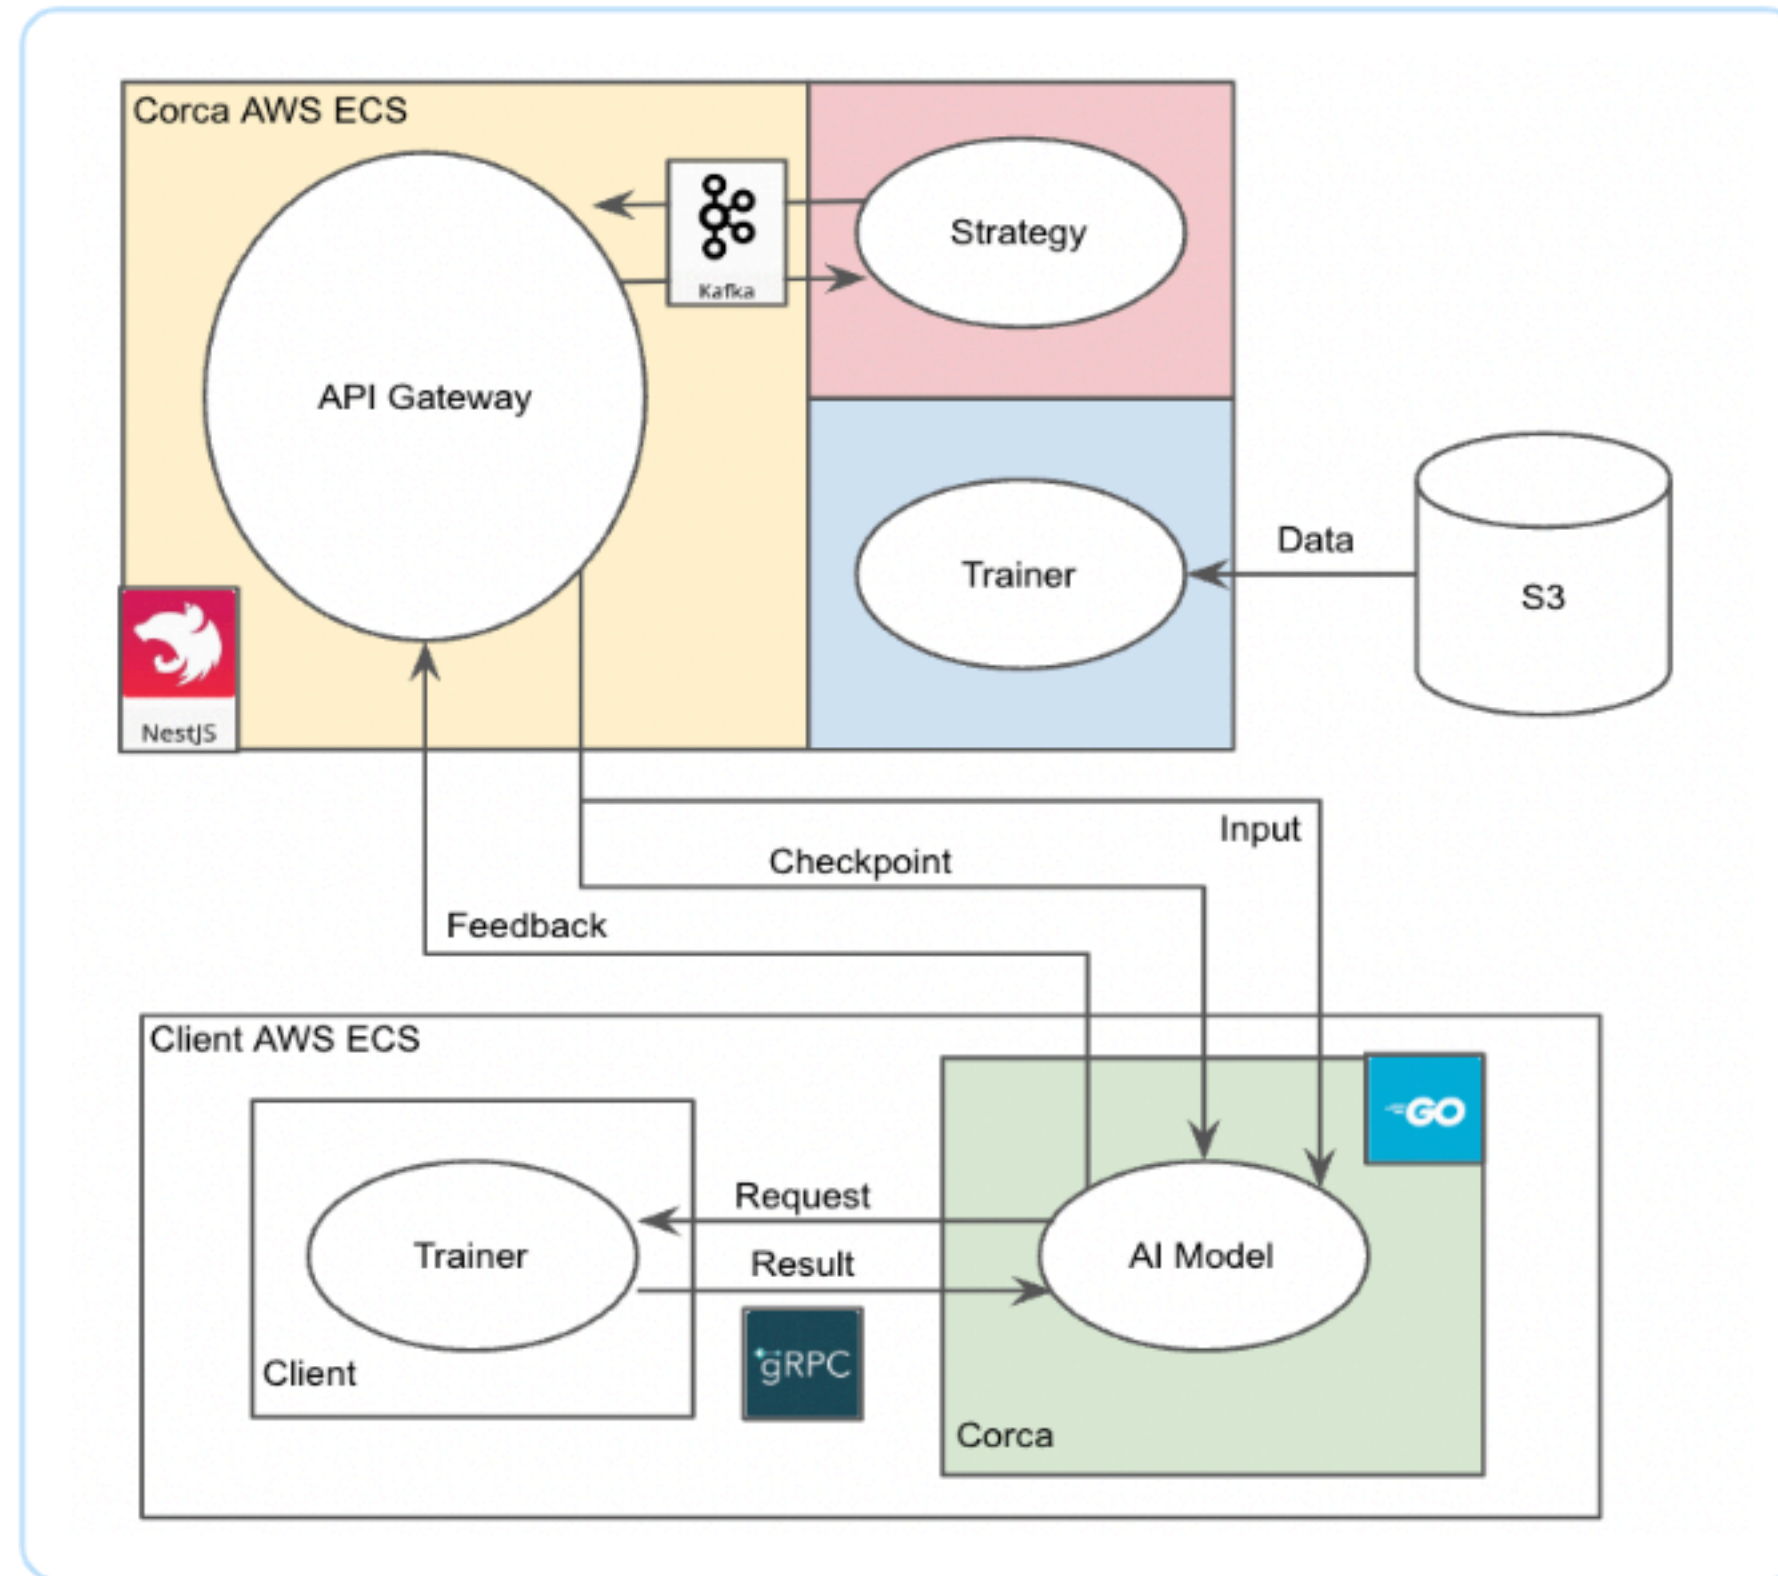 Corca AWS ECS
Kafka
Strategy
API Gateway
Trainer
Data
S3
NestJS
Input
Checkpoint
Feedback
Client AWS ECS
GO
Request
Trainer
AI Model
Result
gRPC
Client
Corca